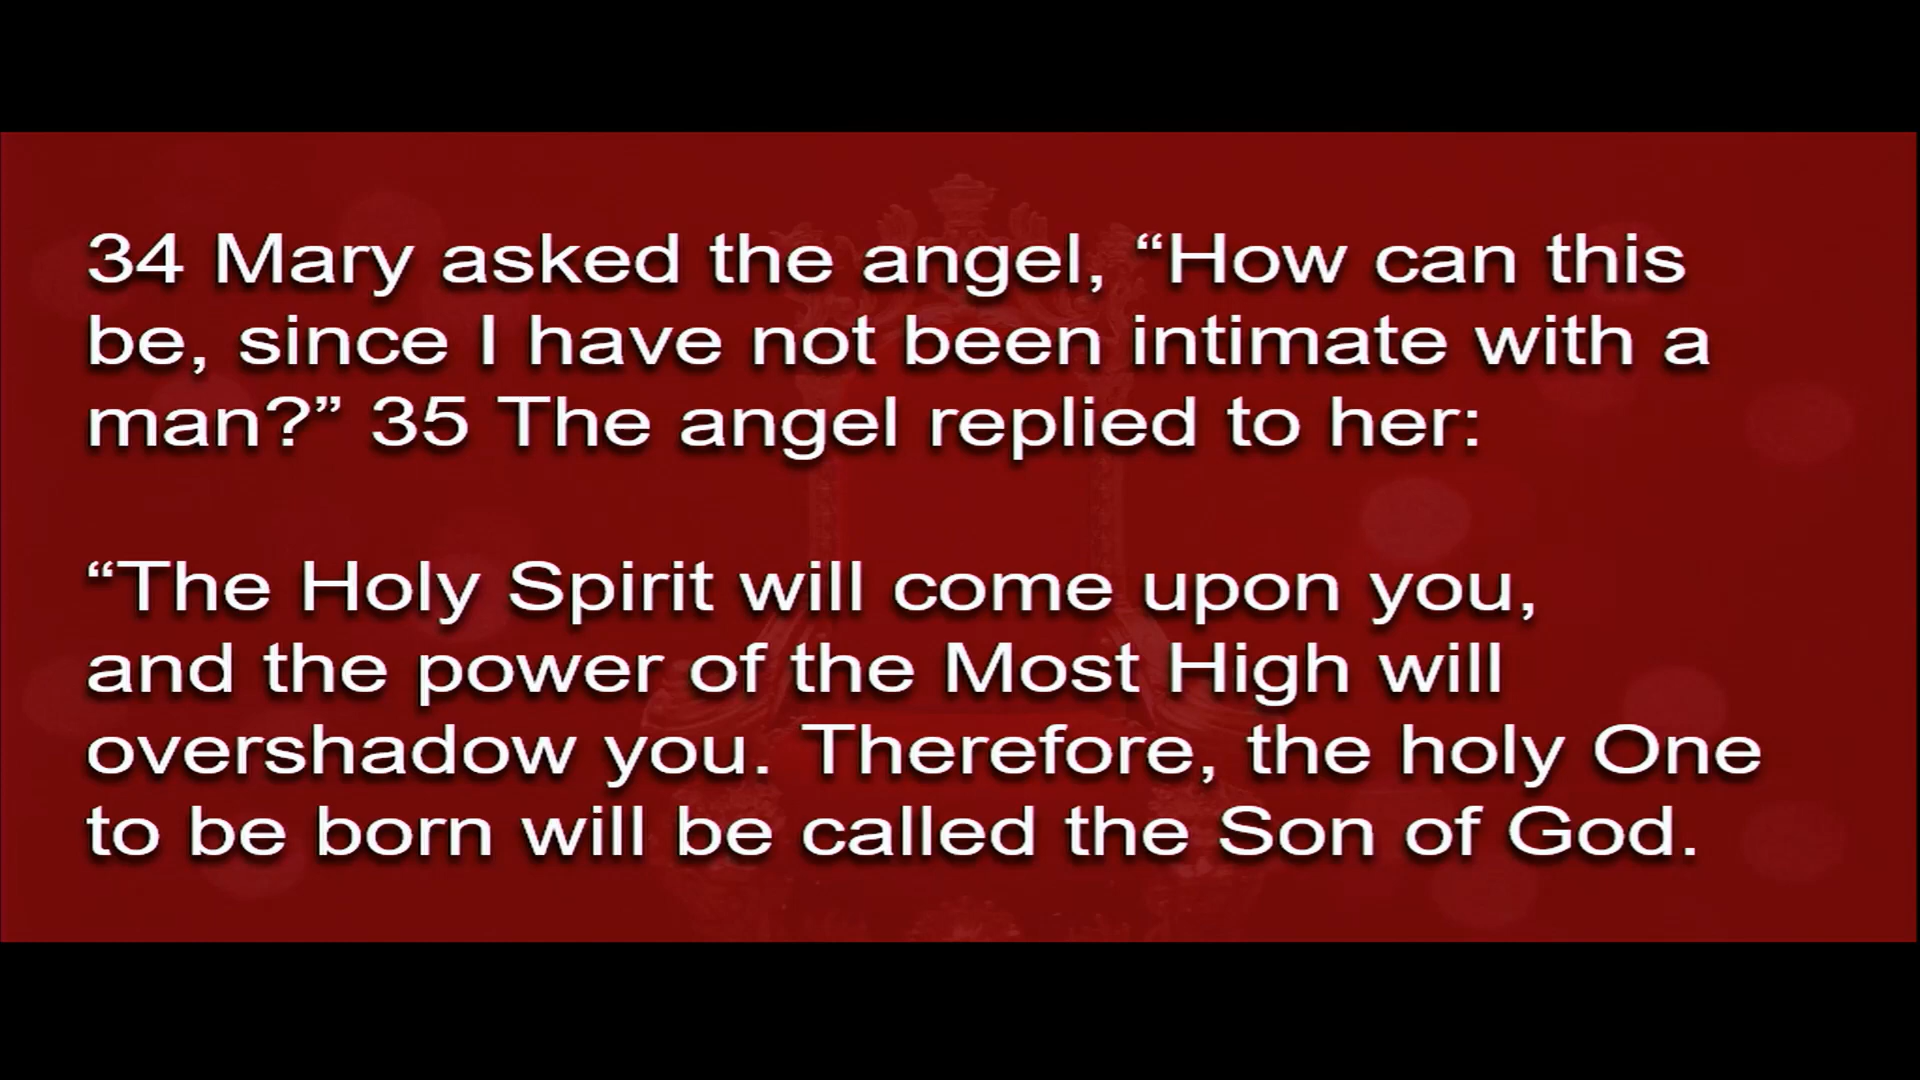 34 Mary asked the angel, “How can this
be, since I have not been intimate with a
man?” 35 The angel replied to her:
“The Holy Spirit will come upon you,
and the power of the Most High will
overshadow you. Therefore, the holy One
to be born will be called the Son of God.